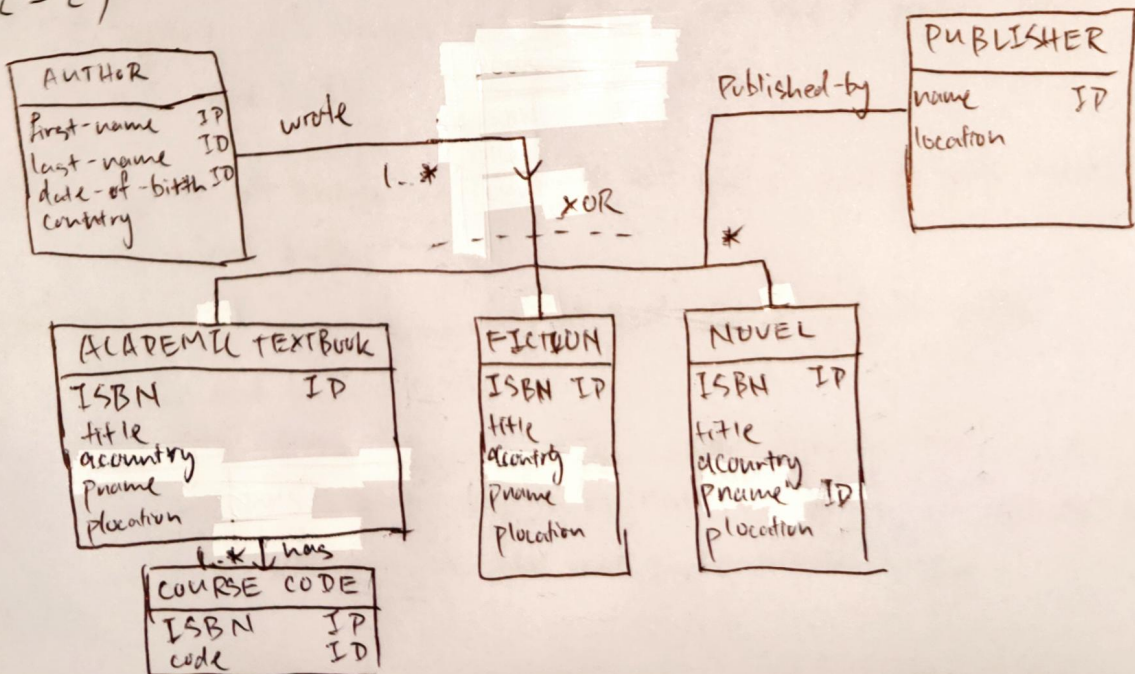 AUTHOR
first-name ID
last-name ID
date-of-birth ID
country
wrote
1..*
XOR
Published-by
*
PUBLISHER
name ID
location
ACADEMIC TEXTBOOK
ISBN ID
title
acountry
pname
plocation
1..* has
COURSE CODE
ISBN ID
code ID
FICTION
ISBN ID
title
acountry
pname
plocation
NOVEL
ISBN ID
title
acountry
pname ID
plocation